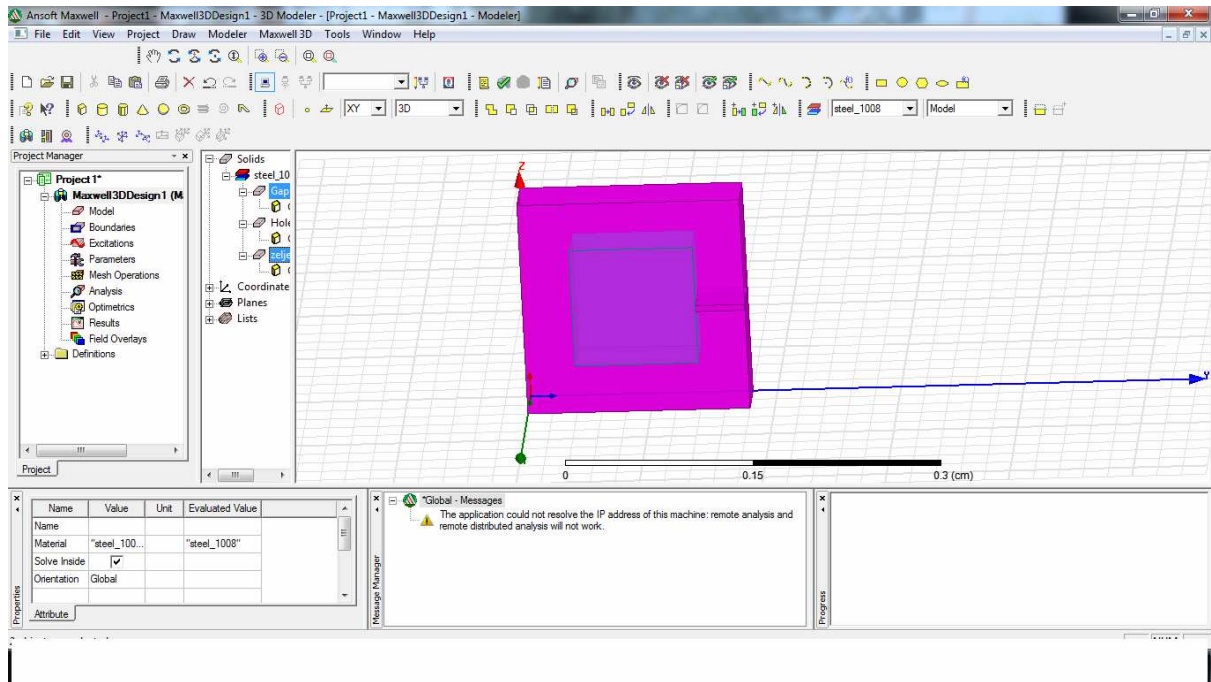 Ansoft Maxwell - Project1 - Maxwell3DDesign1 - 3D Modeler - [Project1 - Maxwell3DDesign1 - Modeler]
File Edit View Project Draw Modeler Maxwell 3D Tools Window Help
XY 3D steel_1008 Model
Project Manager
Project1*
Maxwell3DDesign1 (M
Model
Boundaries
Excitations
Parameters
Mesh Operations
Analysis
Optimetrics
Results
Field Overlays
Definitions
Project
Solids
steel_10
Gap
Hole
zelje
Coordinate
Planes
Lists
Z
Y
0 0.15 0.3 (cm)
Name Value Unit Evaluated Value
Name
Material "steel_100... "steel_1008"
Solve Inside
Orientation Global
Attribute
Properties
*Global - Messages
The application could not resolve the IP address of this machine: remote analysis and
remote distributed analysis will not work.
Message Manager
Progress